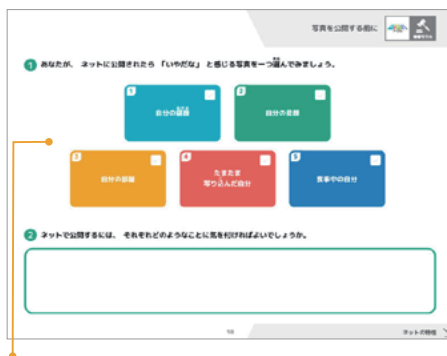 写真を公開する前に
1 あなたが、ネットに公開されたら「いやだな」と感じる写真を一つ選んでみましょう。
1
自分の寝顔
2
自分の変顔
3
自分の部屋
4
たまたま
写り込んだ自分
5
食事中の自分
2 ネットで公開するには、それぞれどのようなことに気を付ければよいでしょうか。
ネットの特性